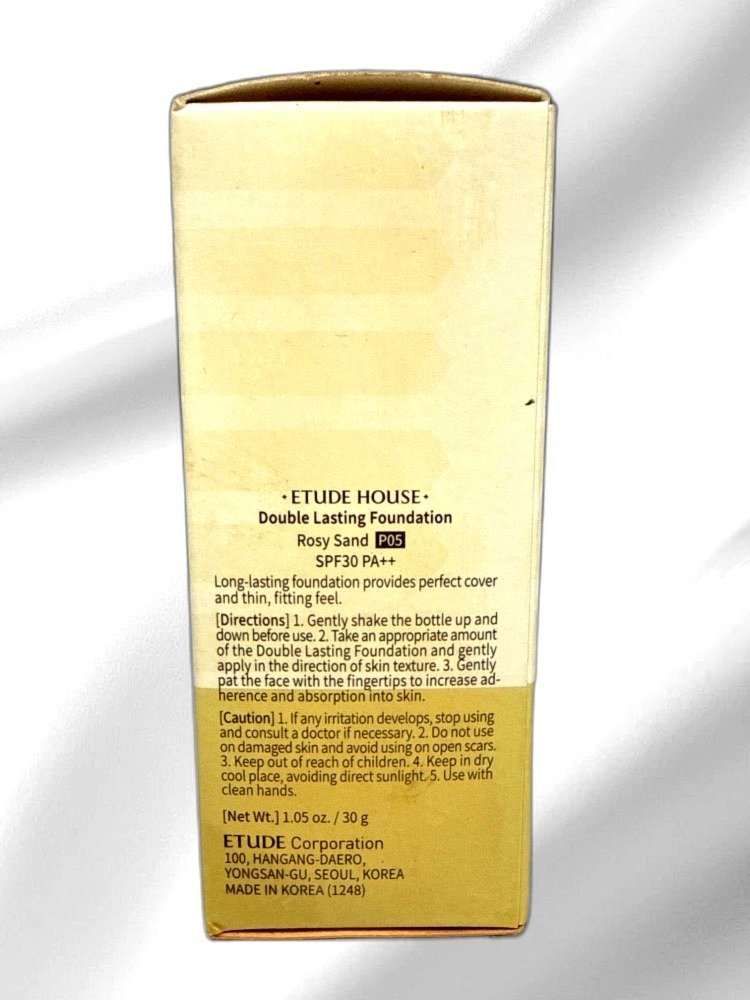 · ETUDE HOUSE ·
Double Lasting Foundation
Rosy Sand P05
SPF30 PA++
Long-lasting foundation provides perfect cover
and thin, fitting feel.
[Directions] 1. Gently shake the bottle up and
down before use. 2. Take an appropriate amount
of the Double Lasting Foundation and gently
apply in the direction of skin texture. 3. Gently
pat the face with the fingertips to increase ad-
herence and absorption into skin.
[Caution] 1. If any irritation develops, stop using
and consult a doctor if necessary. 2. Do not use
on damaged skin and avoid using on open scars.
3. Keep out of reach of children. 4. Keep in dry
cool place, avoiding direct sunlight. 5. Use with
clean hands.
[Net Wt.] 1.05 oz. / 30 g
ETUDE Corporation
100, HANGANG-DAERO,
YONGSAN-GU, SEOUL, KOREA
MADE IN KOREA (1248)